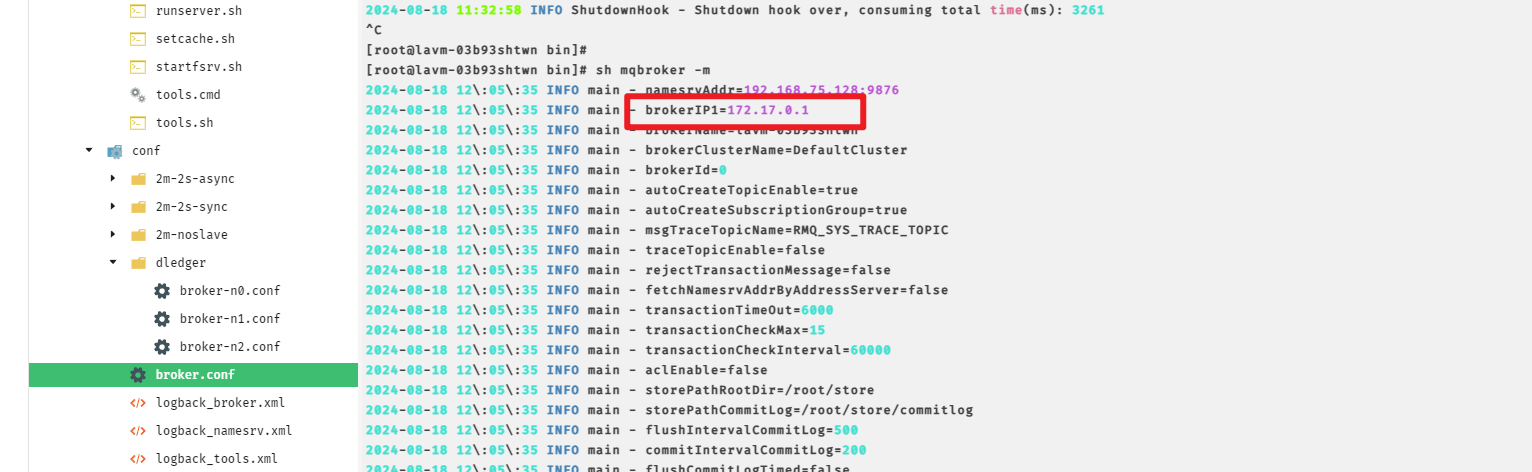 runserver.sh
setcache.sh
startfsrv.sh
tools.cmd
tools.sh
conf
2m-2s-async
2m-2s-sync
2m-noslave
dledger
broker-n0.conf
broker-n1.conf
broker-n2.conf
broker.conf
logback_broker.xml
logback_namesrv.xml
logback_tools.xml
2024-08-18 11:32:58 INFO ShutdownHook - Shutdown hook over, consuming total time(ms): 3261
^C
[root@lavm-03b93shtwn bin]#
[root@lavm-03b93shtwn bin]# sh mqbroker -m
2024-08-18 12\:05\:35 INFO main - namesrvAddr=192.168.75.128:9876
2024-08-18 12\:05\:35 INFO main - brokerIP1=172.17.0.1
2024-08-18 12\:05\:35 INFO main - brokerName=lavm-03b93shtwn
2024-08-18 12\:05\:35 INFO main - brokerClusterName=DefaultCluster
2024-08-18 12\:05\:35 INFO main - brokerId=0
2024-08-18 12\:05\:35 INFO main - autoCreateTopicEnable=true
2024-08-18 12\:05\:35 INFO main - autoCreateSubscriptionGroup=true
2024-08-18 12\:05\:35 INFO main - msgTraceTopicName=RMQ_SYS_TRACE_TOPIC
2024-08-18 12\:05\:35 INFO main - traceTopicEnable=false
2024-08-18 12\:05\:35 INFO main - rejectTransactionMessage=false
2024-08-18 12\:05\:35 INFO main - fetchNamesrvAddrByAddressServer=false
2024-08-18 12\:05\:35 INFO main - transactionTimeOut=6000
2024-08-18 12\:05\:35 INFO main - transactionCheckMax=15
2024-08-18 12\:05\:35 INFO main - transactionCheckInterval=60000
2024-08-18 12\:05\:35 INFO main - aclEnable=false
2024-08-18 12\:05\:35 INFO main - storePathRootDir=/root/store
2024-08-18 12\:05\:35 INFO main - storePathCommitLog=/root/store/commitlog
2024-08-18 12\:05\:35 INFO main - flushIntervalCommitLog=500
2024-08-18 12\:05\:35 INFO main - commitIntervalCommitLog=200
2024-08-18 12\:05\:35 INFO main - flushCommitLogTimed=false